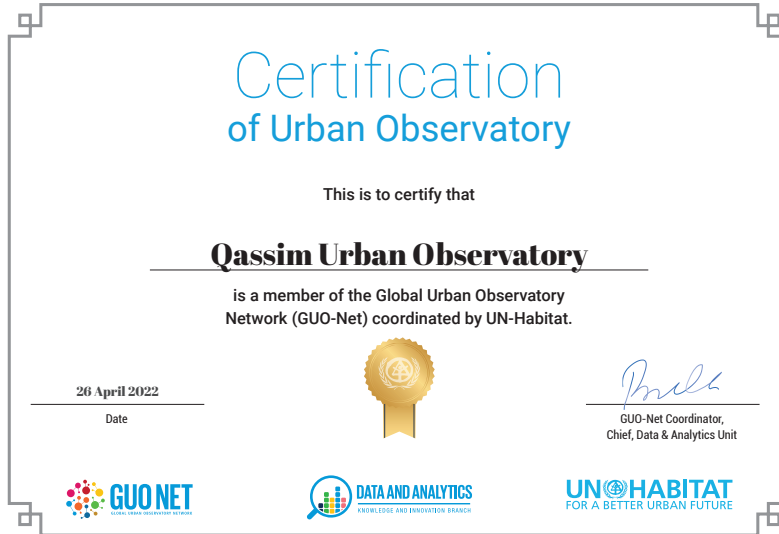 Certification
of Urban Observatory
This is to certify that
Qassim Urban Observatory
is a member of the Global Urban Observatory
Network (GUO-Net) coordinated by UN-Habitat.
26 April 2022
Date
GUO-Net Coordinator,
Chief, Data & Analytics Unit
GUO NET
GLOBAL URBAN OBSERVATORY NETWORK
DATA AND ANALYTICS
KNOWLEDGE AND INNOVATION BRANCH
UN HABITAT
FOR A BETTER URBAN FUTURE